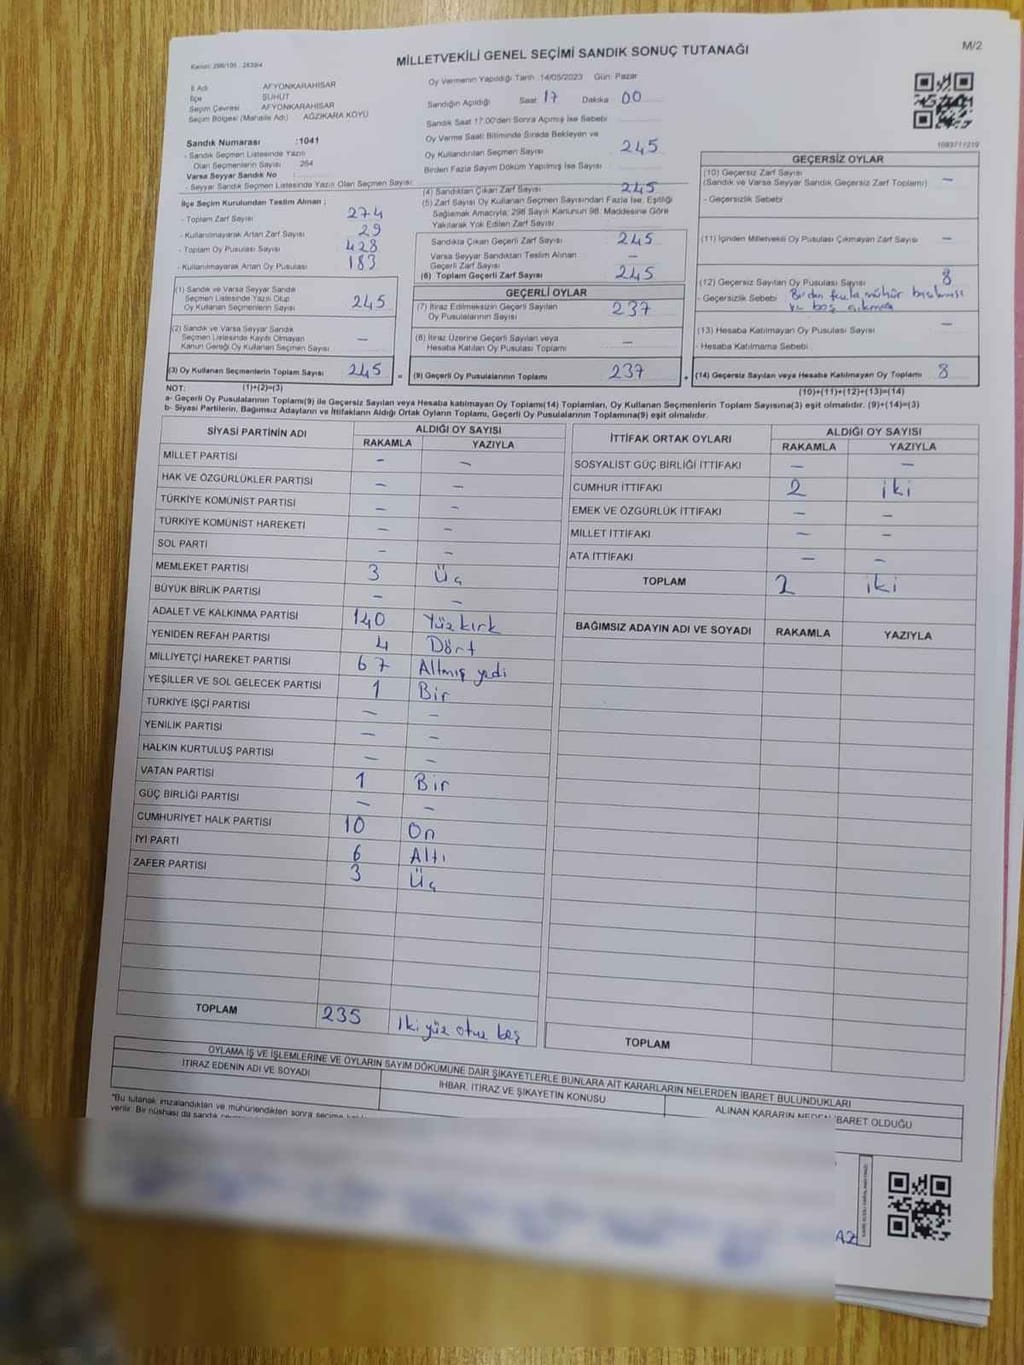 MİLLETVEKİLİ GENEL SEÇİMİ SANDIK SONUÇ TUTANAĞI
M/2
İl Adı AFYONKARAHİSAR
İlçe ŞUHUT
Seçim Çevresi AFYONKARAHİSAR
Seçim Bölgesi (Mahalle Adı) AĞZIKARA KÖYÜ
Sandık Numarası :1041
- Sandık Seçmen Listesinde Yazılı
Olan Seçmenlerin Sayısı 264
Varsa Seyyar Sandık No
- Seyyar Sandık Seçmen Listesinde Yazılı Olan Seçmen Sayısı:
Oy Vermenin Yapıldığı Tarih :14/05/2023 Gün: Pazar
Sandığın Açıldığı Saat: 17 Dakika 00
Sandık Saat 17:00'den Sonra Açılmış İse Sebebi
Oy Verme Saati Bitiminde Sırada Bekleyen ve
Oy Kullandırılan Seçmen Sayısı 245
Birden Fazla Sayım Döküm Yapılmış İse Sayısı
İlçe Seçim Kurulundan Teslim Alınan ;
- Toplam Zarf Sayısı 274
- Kullanılmayarak Artan Zarf Sayısı 29
- Toplam Oy Pusulası Sayısı 428
- Kullanılmayarak Artan Oy Pusulası 183
(1) Sandık ve Varsa Seyyar Sandık
Seçmen Listesinde Yazılı Olup
Oy Kullanan Seçmenlerin Sayısı 245
(2) Sandık ve Varsa Seyyar Sandık
Seçmen Listesinde Kayıtlı Olmayan
Kanun Gereği Oy Kullanan Seçmen Sayısı -
(3) Oy Kullanan Seçmenlerin Toplam Sayısı 245
(1)+(2)=(3)
(4) Sandıktan Çıkan Zarf Sayısı 245
(5) Zarf Sayısı Oy Kullanan Seçmen Sayısından Fazla İse, Eşitliği
Sağlamak Amacıyla, 298 Sayılı Kanunun 98. Maddesine Göre
Yakılarak Yok Edilen Zarf Sayısı
Sandıkta Çıkan Geçerli Zarf Sayısı 245
Varsa Seyyar Sandıktan Teslim Alınan
Geçerli Zarf Sayısı -
(6) Toplam Geçerli Zarf Sayısı 245
GEÇERLİ OYLAR
(7) İtiraz Edilmeksizin Geçerli Sayılan
Oy Pusulalarının Sayısı 237
(8) İtiraz Üzerine Geçerli Sayılan veya
Hesaba Katılan Oy Pusulası Toplamı -
= (9) Geçerli Oy Pusulalarının Toplamı 237
GEÇERSİZ OYLAR
(10) Geçersiz Zarf Sayısı
(Sandık ve Varsa Seyyar Sandık Geçersiz Zarf Toplamı) -
- Geçersizlik Sebebi
(11) İçinden Milletvekili Oy Pusulası Çıkmayan Zarf Sayısı -
(12) Geçersiz Sayılan Oy Pusulası Sayısı 8
- Geçersizlik Sebebi Birden fazla mühür basılması
ve boş çıkması
(13) Hesaba Katılmayan Oy Pusulası Sayısı -
- Hesaba Katılmama Sebebi
+ (14) Geçersiz Sayılan veya Hesaba Katılmayan Oy Toplamı 8
(10)+(11)+(12)+(13)=(14)
NOT:
a- Geçerli Oy Pusulalarının Toplamı(9) ile Geçersiz Sayılan veya Hesaba katılmayan Oy Toplamı(14) Toplamları, Oy Kullanan Seçmenlerin Toplam Sayısına(3) eşit olmalıdır. (9)+(14)=(3)
b- Siyasi Partilerin, Bağımsız Adayların ve İttifakların Aldığı Ortak Oyların Toplamı, Geçerli Oy Pusulalarının Toplamına(9) eşit olmalıdır.
SİYASİ PARTİNİN ADI ALDIĞI OY SAYISI
RAKAMLA YAZIYLA
MİLLET PARTİSİ - -
HAK VE ÖZGÜRLÜKLER PARTİSİ - -
TÜRKİYE KOMÜNİST PARTİSİ - -
TÜRKİYE KOMÜNİST HAREKETİ - -
SOL PARTİ - -
MEMLEKET PARTİSİ 3 Üç
BÜYÜK BİRLİK PARTİSİ - -
ADALET VE KALKINMA PARTİSİ 140 Yüz kırk
YENİDEN REFAH PARTİSİ 4 Dört
MİLLİYETÇİ HAREKET PARTİSİ 67 Altmış yedi
YEŞİLLER VE SOL GELECEK PARTİSİ 1 Bir
TÜRKİYE İŞÇİ PARTİSİ - -
YENİLİK PARTİSİ - -
HALKIN KURTULUŞ PARTİSİ - -
VATAN PARTİSİ 1 Bir
GÜÇ BİRLİĞİ PARTİSİ - -
CUMHURİYET HALK PARTİSİ 10 On
İYİ PARTİ 6 Altı
ZAFER PARTİSİ 3 Üç
TOPLAM 235 İki yüz otuz beş
İTTİFAK ORTAK OYLARI ALDIĞI OY SAYISI
RAKAMLA YAZIYLA
SOSYALİST GÜÇ BİRLİĞİ İTTİFAKI - -
CUMHUR İTTİFAKI 2 iki
EMEK VE ÖZGÜRLÜK İTTİFAKI - -
MİLLET İTTİFAKI - -
ATA İTTİFAKI - -
TOPLAM 2 iki
BAĞIMSIZ ADAYIN ADI VE SOYADI RAKAMLA YAZIYLA
TOPLAM
OYLAMA İŞ VE İŞLEMLERİNE VE OYLARIN SAYIM DÖKÜMÜNE DAİR ŞİKAYETLERLE BUNLARA AİT KARARLARIN NELERDEN İBARET BULUNDUKLARI
İTİRAZ EDENİN ADI VE SOYADI
İHBAR, İTİRAZ VE ŞİKAYETİN KONUSU
ALINAN KARARIN NEDEN İBARET OLDUĞU
"Bu tutanak imzalandıktan ve mühürlendikten sonra
AZ